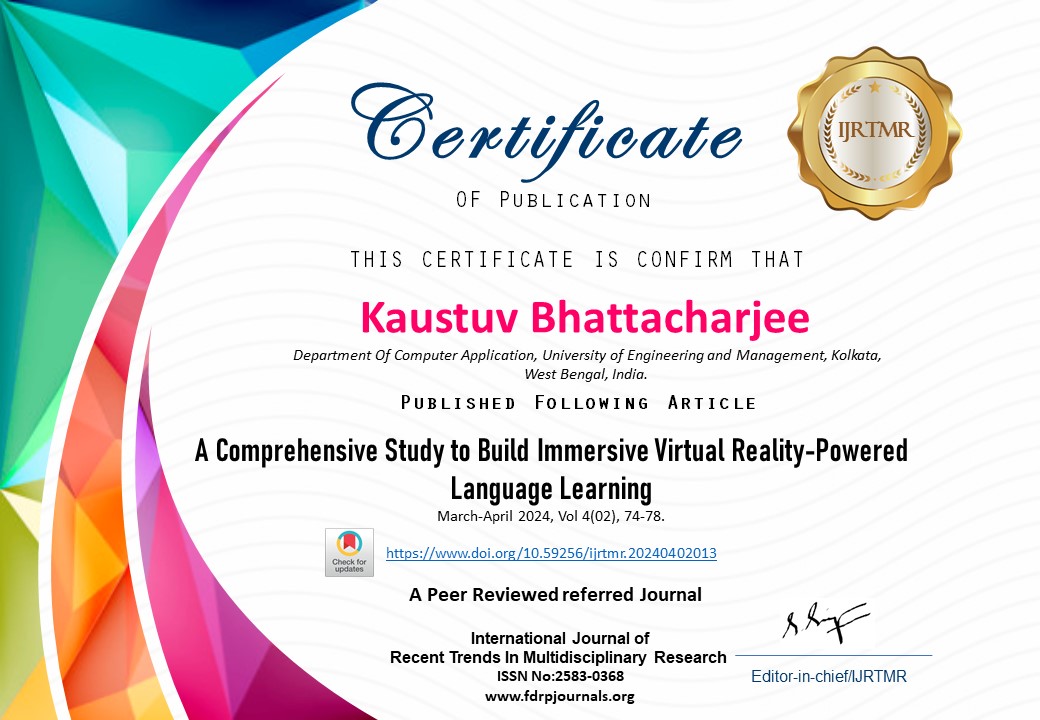 Certificate
IJRTMR
OF PUBLICATION
THIS CERTIFICATE IS CONFIRM THAT
Kaustuv Bhattacharjee
Department Of Computer Application, University of Engineering and Management, Kolkata,
West Bengal, India.
PUBLISHED FOLLOWING ARTICLE
A Comprehensive Study to Build Immersive Virtual Reality-Powered
Language Learning
March-April 2024, Vol 4(02), 74-78.
Check for
updates
https://www.doi.org/10.59256/ijrtmr.20240402013
A Peer Reviewed referred Journal
International Journal of
Recent Trends In Multidisciplinary Research
ISSN No:2583-0368
www.fdrpjournals.org
Editor-in-chief/IJRTMR